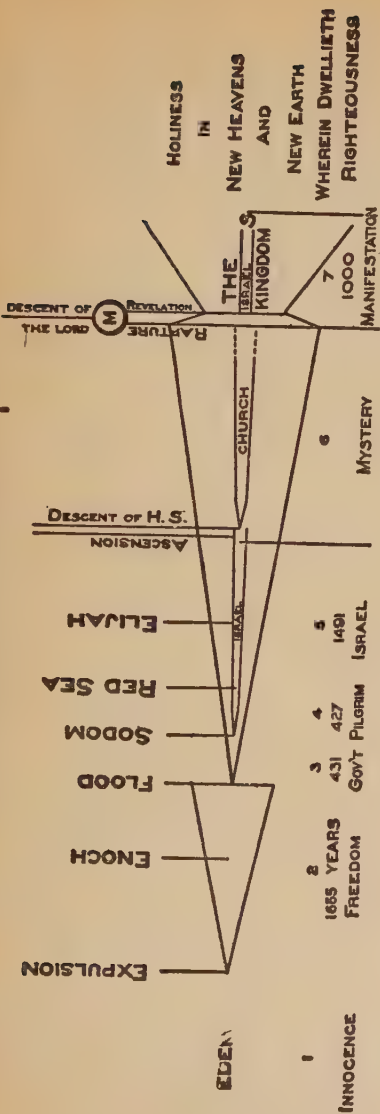 EDEN
1
INNOCENCE
EXPULSION
ENOCH
FLOOD
2
1655 YEARS
FREEDOM
SODOM
RED SEA
ELIJAH
ISRAEL
3
431
GOV'T
4
427
PILGRIM
5
1491
ISRAEL
ASCENSION
DESCENT OF H.S.
CHURCH
6
MYSTERY
DESCENT OF
THE LORD
M
REVELATION
RAPTURE
THE
ISRAEL
KINGDOM
S
7
1000
MANIFESTATION
HOLINESS
IN
NEW HEAVENS
AND
NEW EARTH
WHEREIN DWELLIETH
RIGHTEOUSNESS